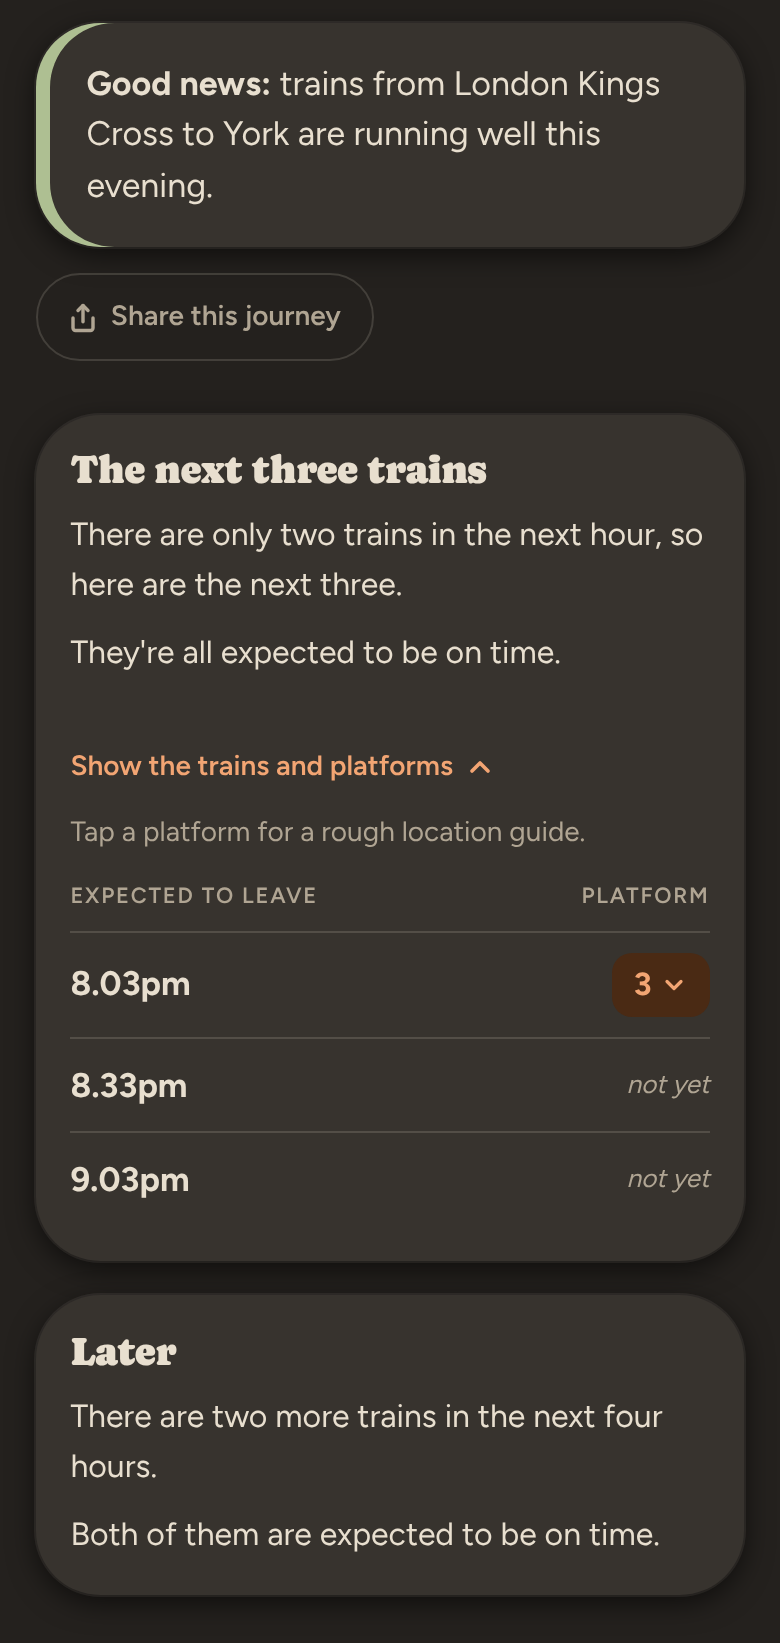 Good news: trains from London Kings
Cross to York are running well this
evening.
Share this journey
The next three trains
There are only two trains in the next hour, so
here are the next three.
They're all expected to be on time.
Show the trains and platforms
Tap a platform for a rough location guide.
EXPECTED TO LEAVE PLATFORM
8.03pm 3
8.33pm not yet
9.03pm not yet
Later
There are two more trains in the next four
hours.
Both of them are expected to be on time.